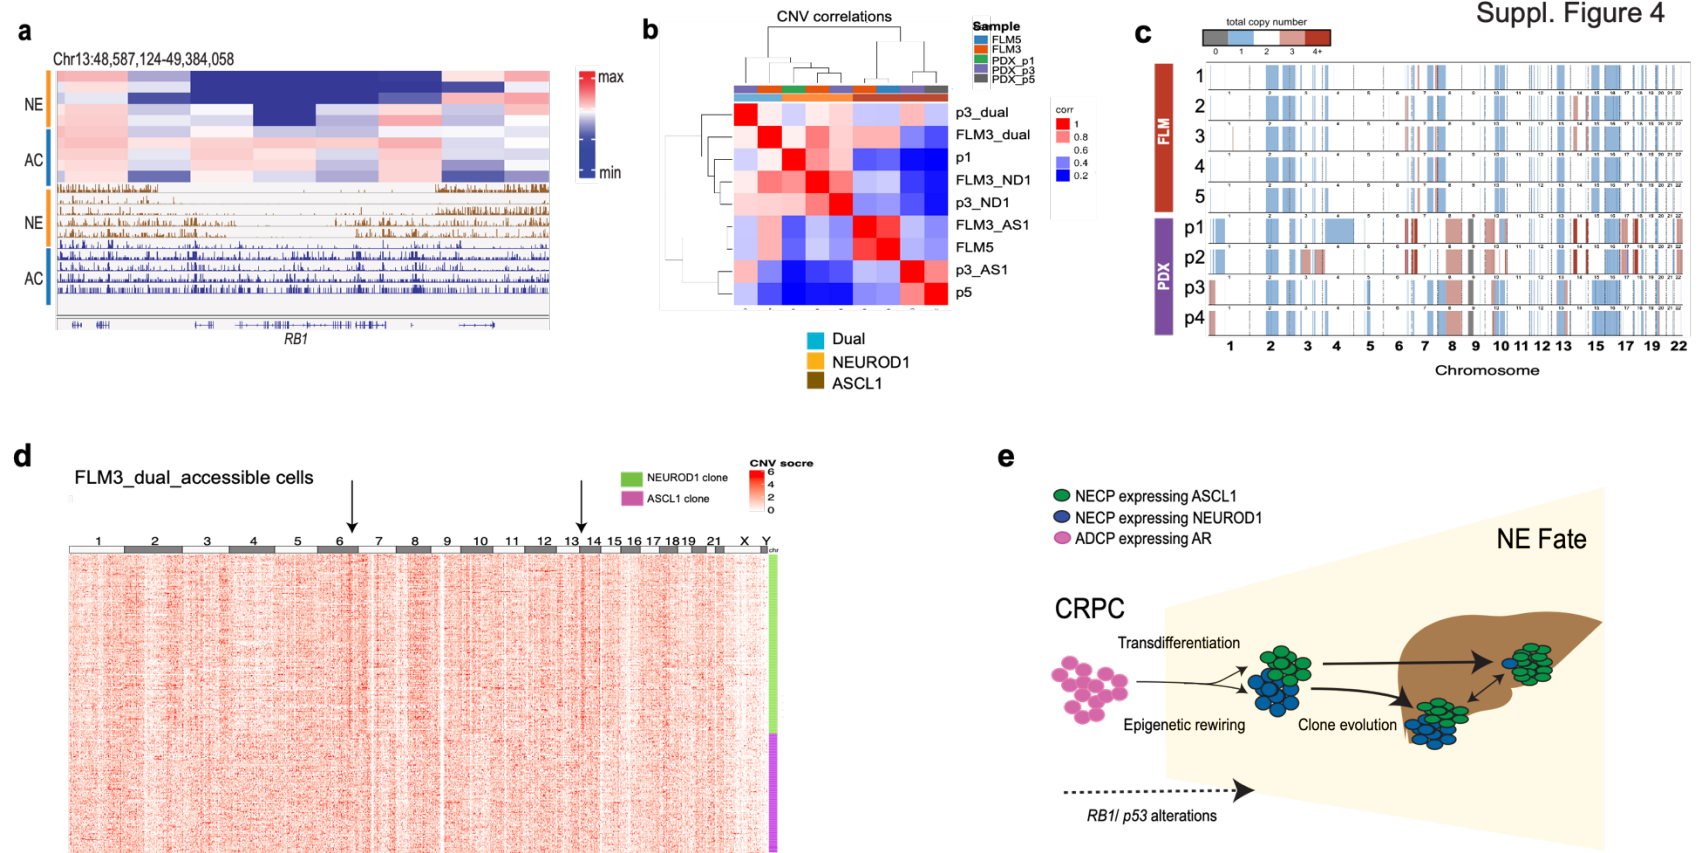 Suppl. Figure 4
a
Chr13:48,587,124-49,384,058
NE
AC
NE
AC
max
min
RB1
b
CNV correlations
Sample
FLM5
FLM3
PDX_p1
PDX_p3
PDX_p5
corr
1
0.8
0.6
0.4
0.2
p3_dual
FLM3_dual
p1
FLM3_ND1
p3_ND1
FLM3_AS1
FLM5
p3_AS1
p5
Dual
NEUROD1
ASCL1
c
total copy number
0 1 2 3 4+
FLM
1
2
3
4
5
PDX
p1
p2
p3
p4
1 2 3 4 5 6 7 8 9 10 11 12 13 15 17 19 22
Chromosome
d
FLM3_dual_accessible cells
NEUROD1 clone
ASCL1 clone
CNV socre
6
4
2
0
1 2 3 4 5 6 7 8 9 10 11 12 13 14 15 16 17 18 19 21 X Y
chr
e
NECP expressing ASCL1
NECP expressing NEUROD1
ADCP expressing AR
NE Fate
CRPC
Transdifferentiation
Epigenetic rewiring
Clone evolution
RB1/ p53 alterations